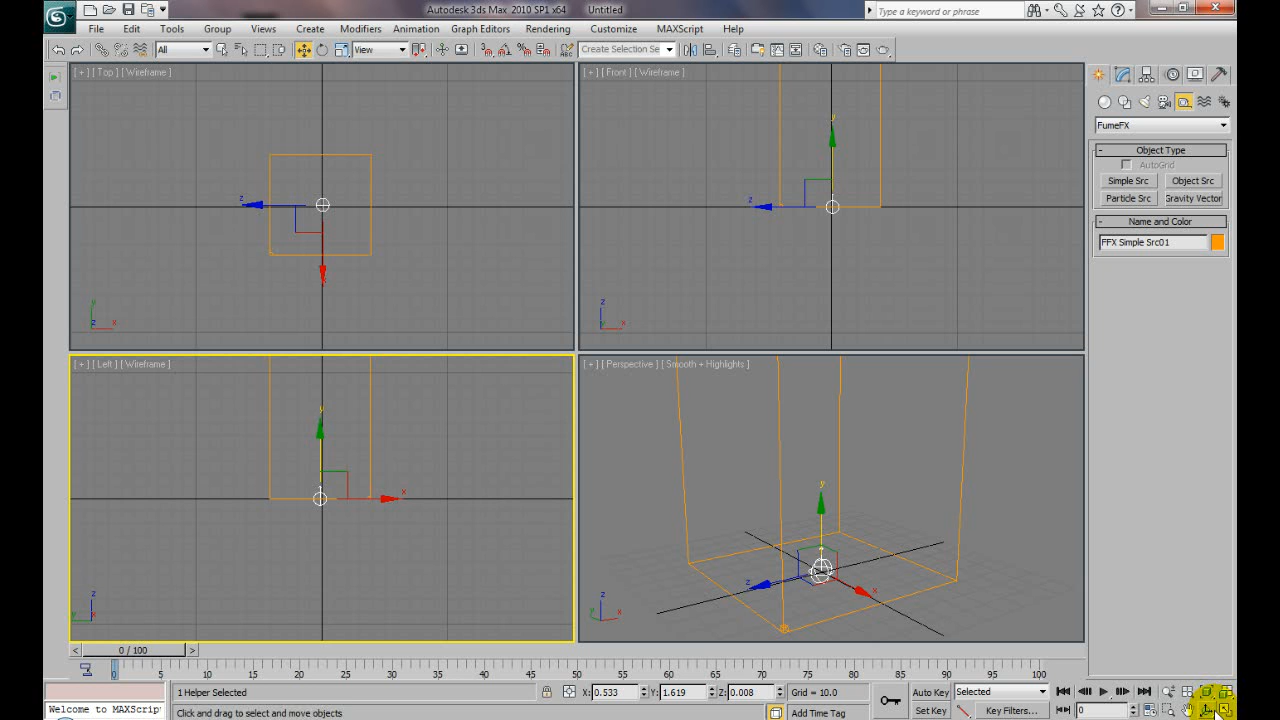 Autodesk 3ds Max 2010 SP1 x64 Untitled
Type a keyword or phrase
File Edit Tools Group Views Create Modifiers Animation Graph Editors Rendering Customize MAXScript Help
All View Create Selection Se
[ + ] [ Top ] [ Wireframe ]
[ + ] [ Front ] [ Wireframe ]
FumeFX
- Object Type
AutoGrid
Simple Src Object Src
Particle Src Gravity Vector
- Name and Color
FFX Simple Src01
y
z
z
x
y
z x
z
y x
[ + ] [ Left ] [ Wireframe ]
[ + ] [ Perspective ] [ Smooth + Highlights ]
y
x
y
z
x
z
y x
z
y x
< 0 / 100 >
0 5 10 15 20 25 30 35 40 45 50 55 60 65 70 75 80 85 90 95 100
1 Helper Selected X: 0.533 Y: 1.619 Z: 0.008 Grid = 10.0 Auto Key Selected
Welcome to MAXScrip Click and drag to select and move objects Add Time Tag Set Key Key Filters... 0